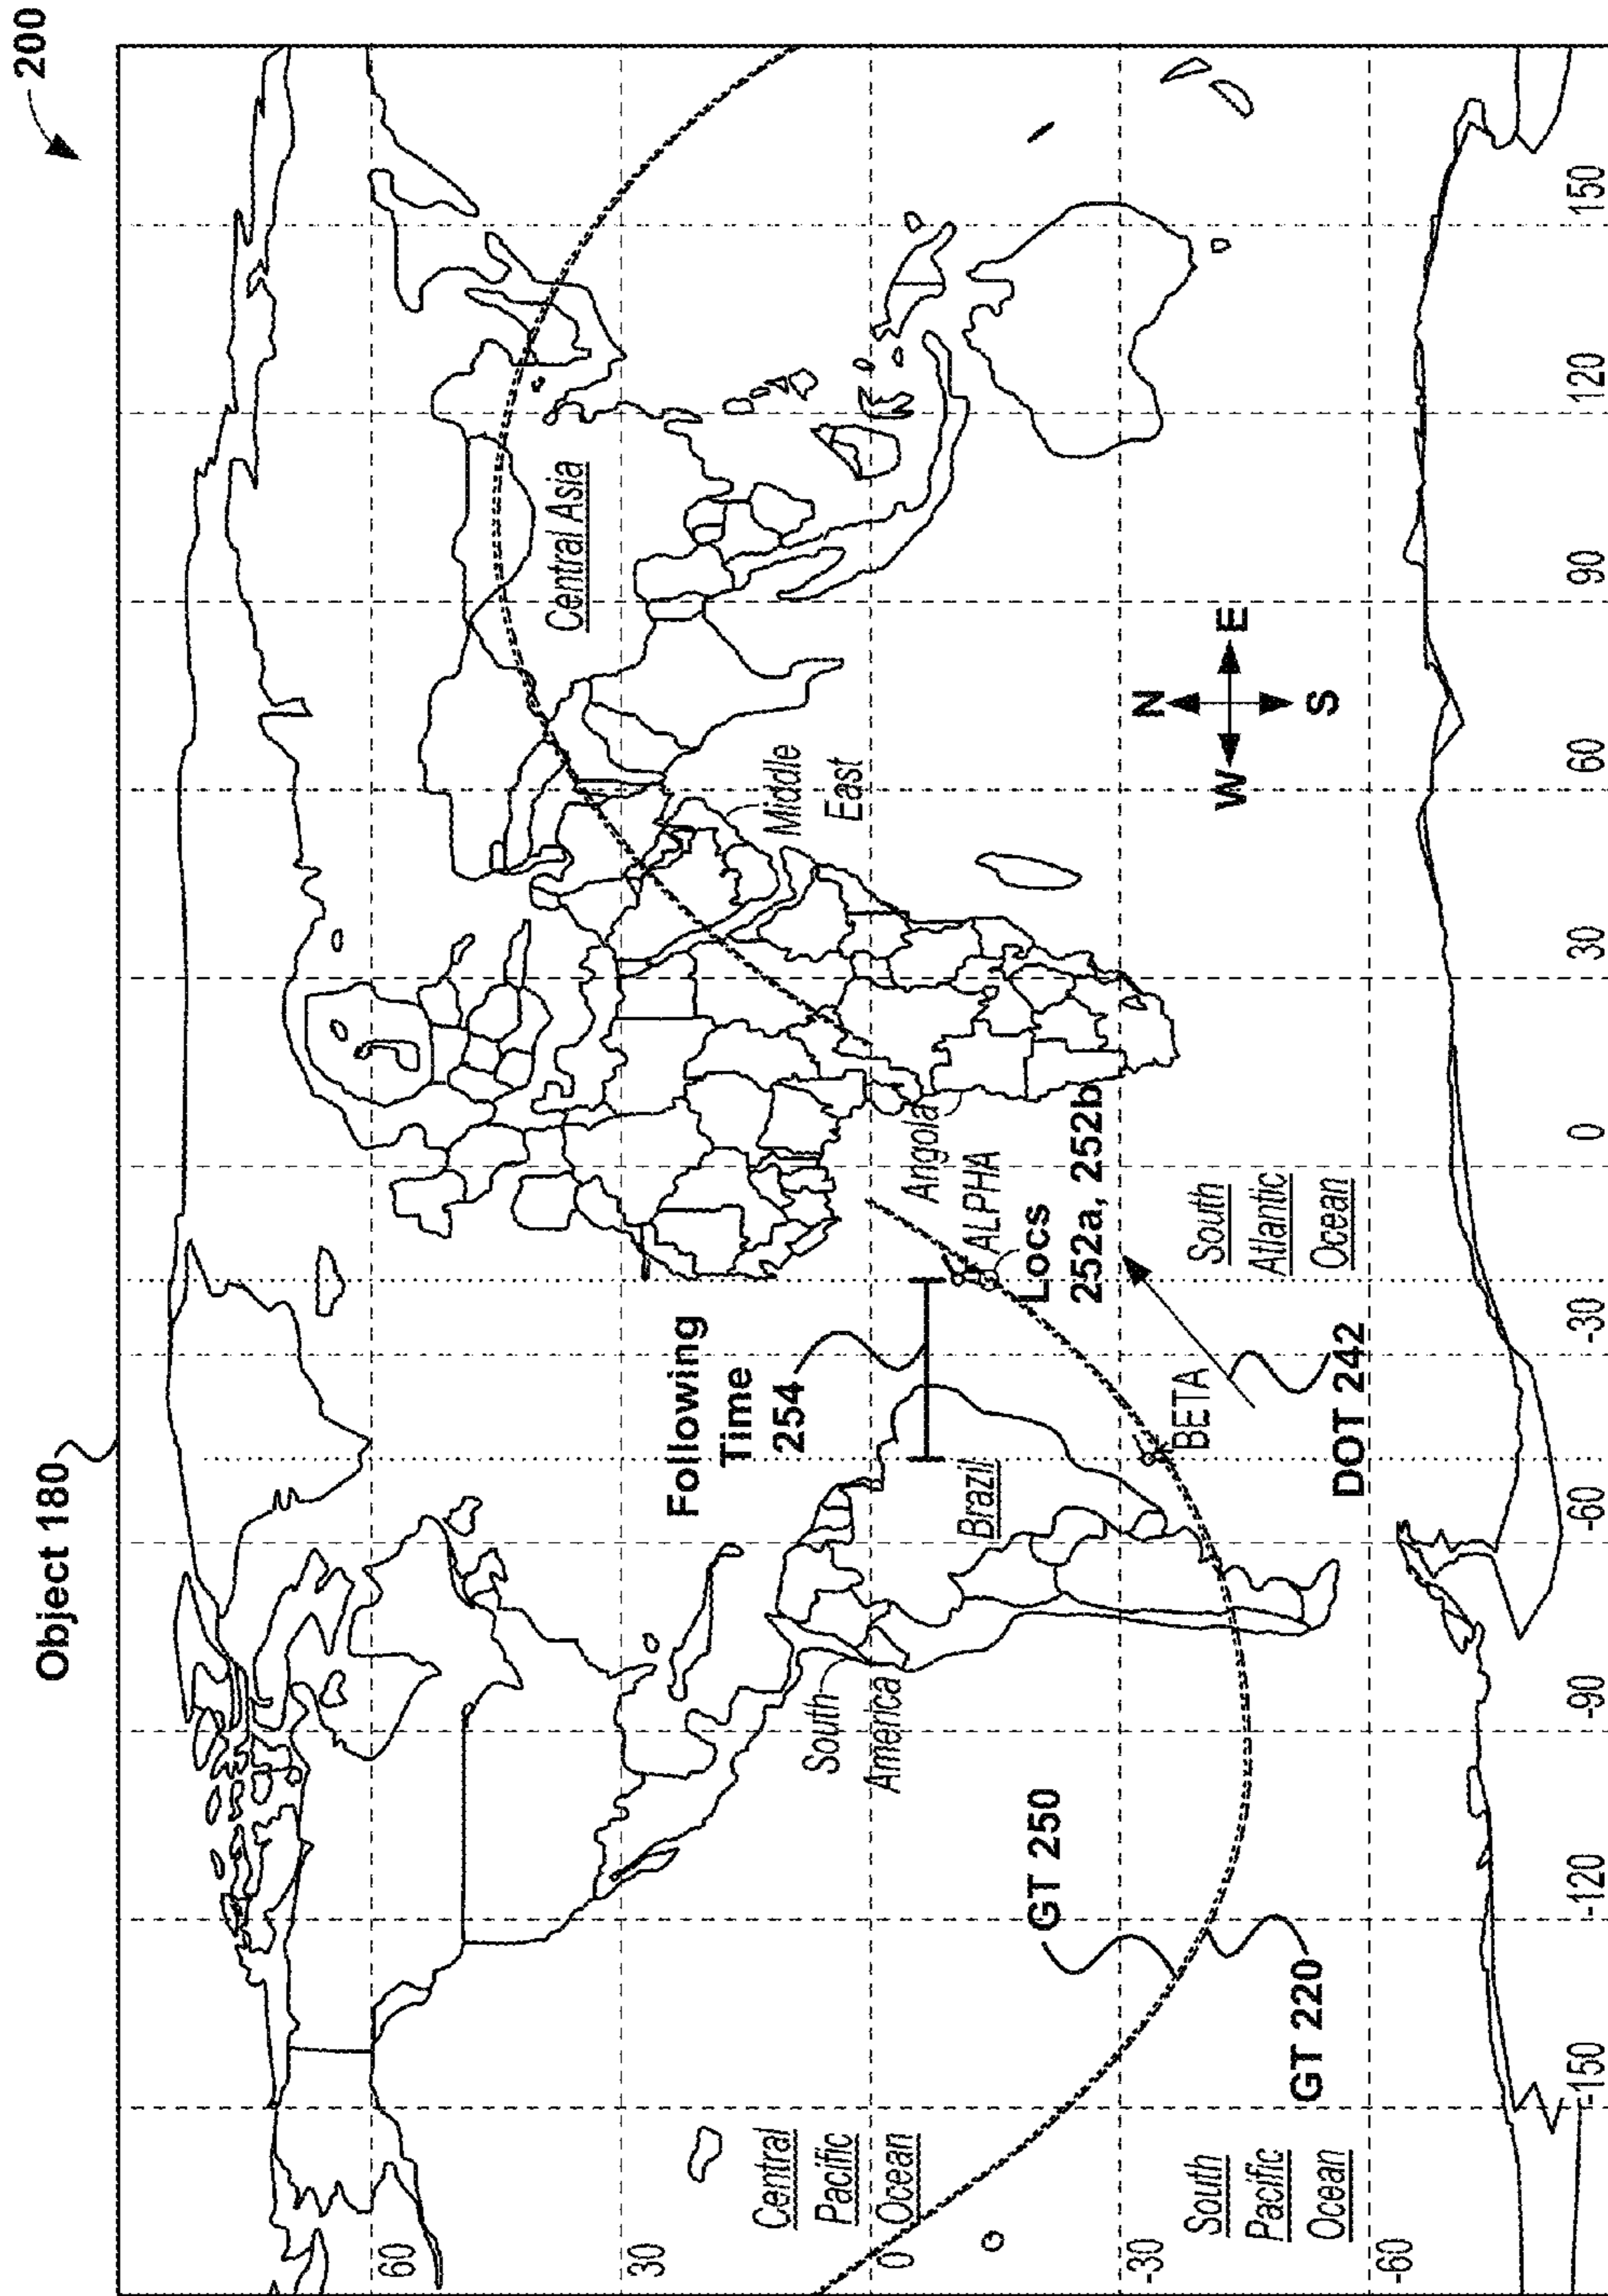 200
Object 180
60
30
0
-30
-60
Central
Pacific
Ocean
South
Pacific
Ocean
GT 250
GT 220
South
America
Brazil
Following
Time
254
BETA
DOT 242
Angola
ALPHA
Locs
252a, 252b
South
Atlantic
Ocean
Middle
East
Central Asia
N
W
E
S
-150
-120
-90
-60
-30
0
30
60
90
120
150